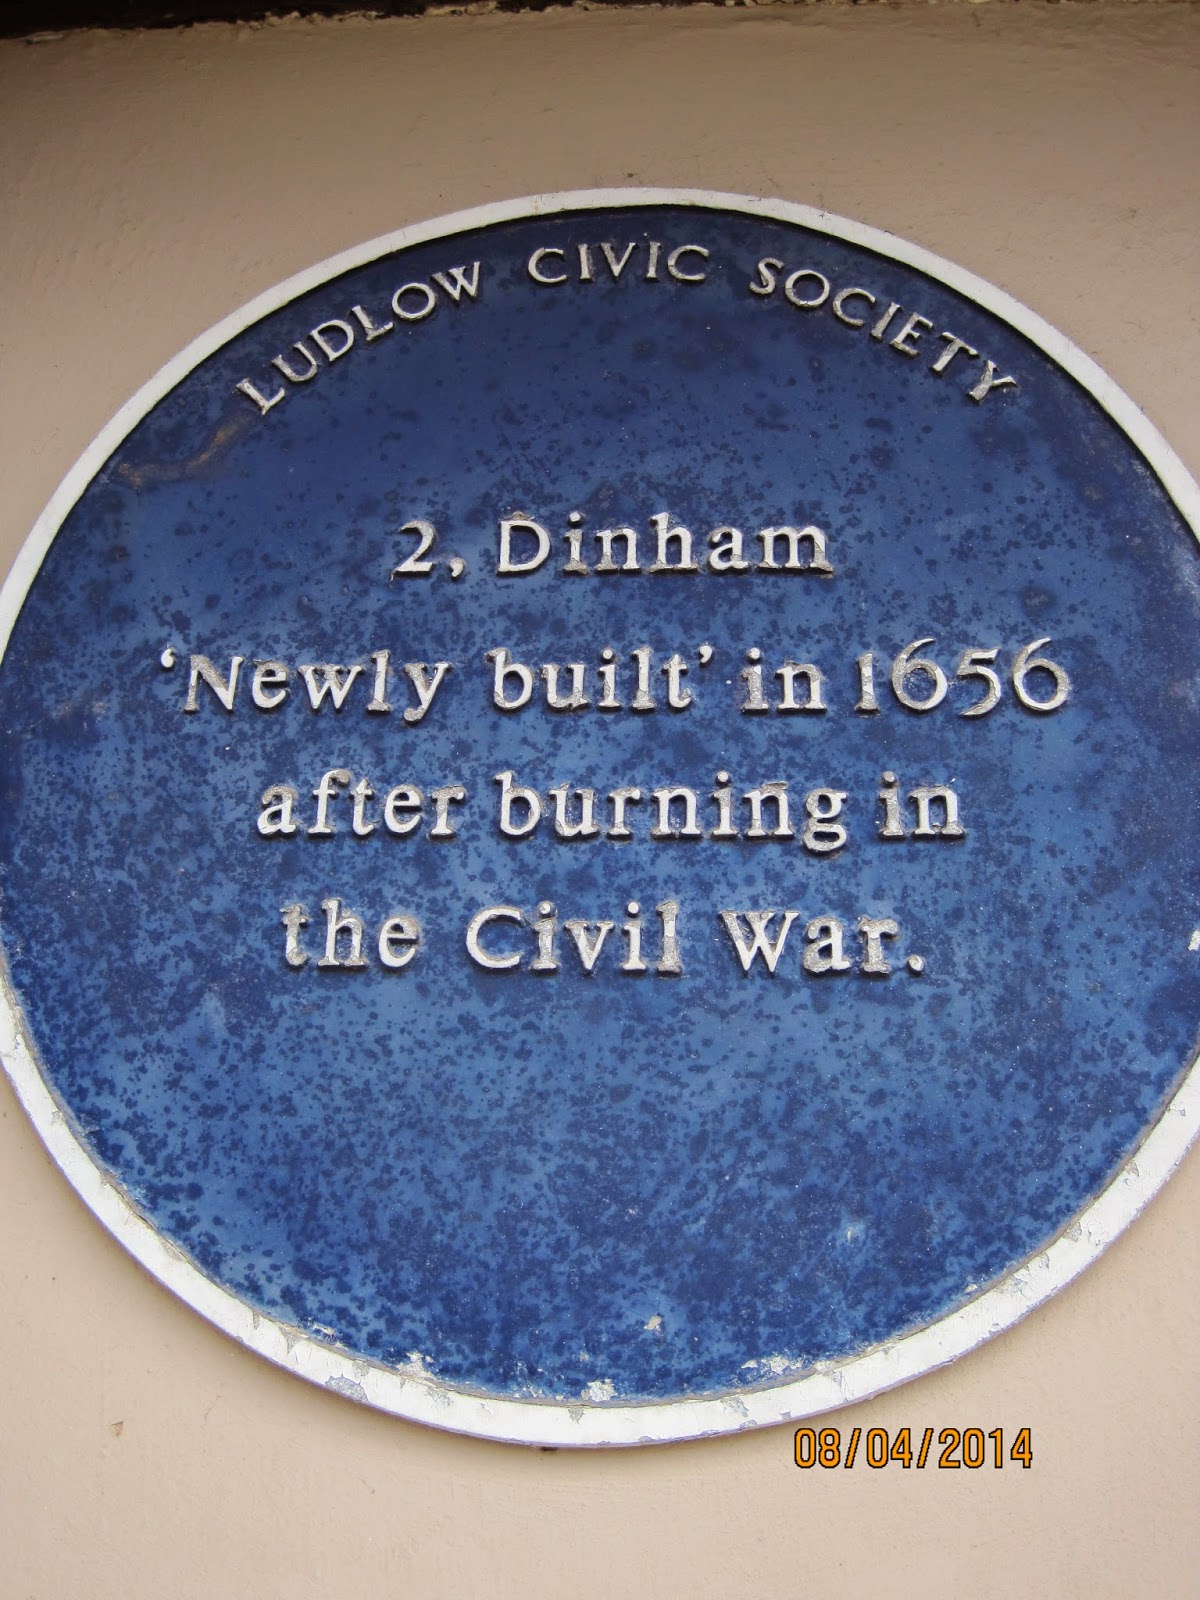 LUDLOW CIVIC SOCIETY
2, Dinham
‘Newly built’ in 1656
after burning in
the Civil War.
08/04/2014